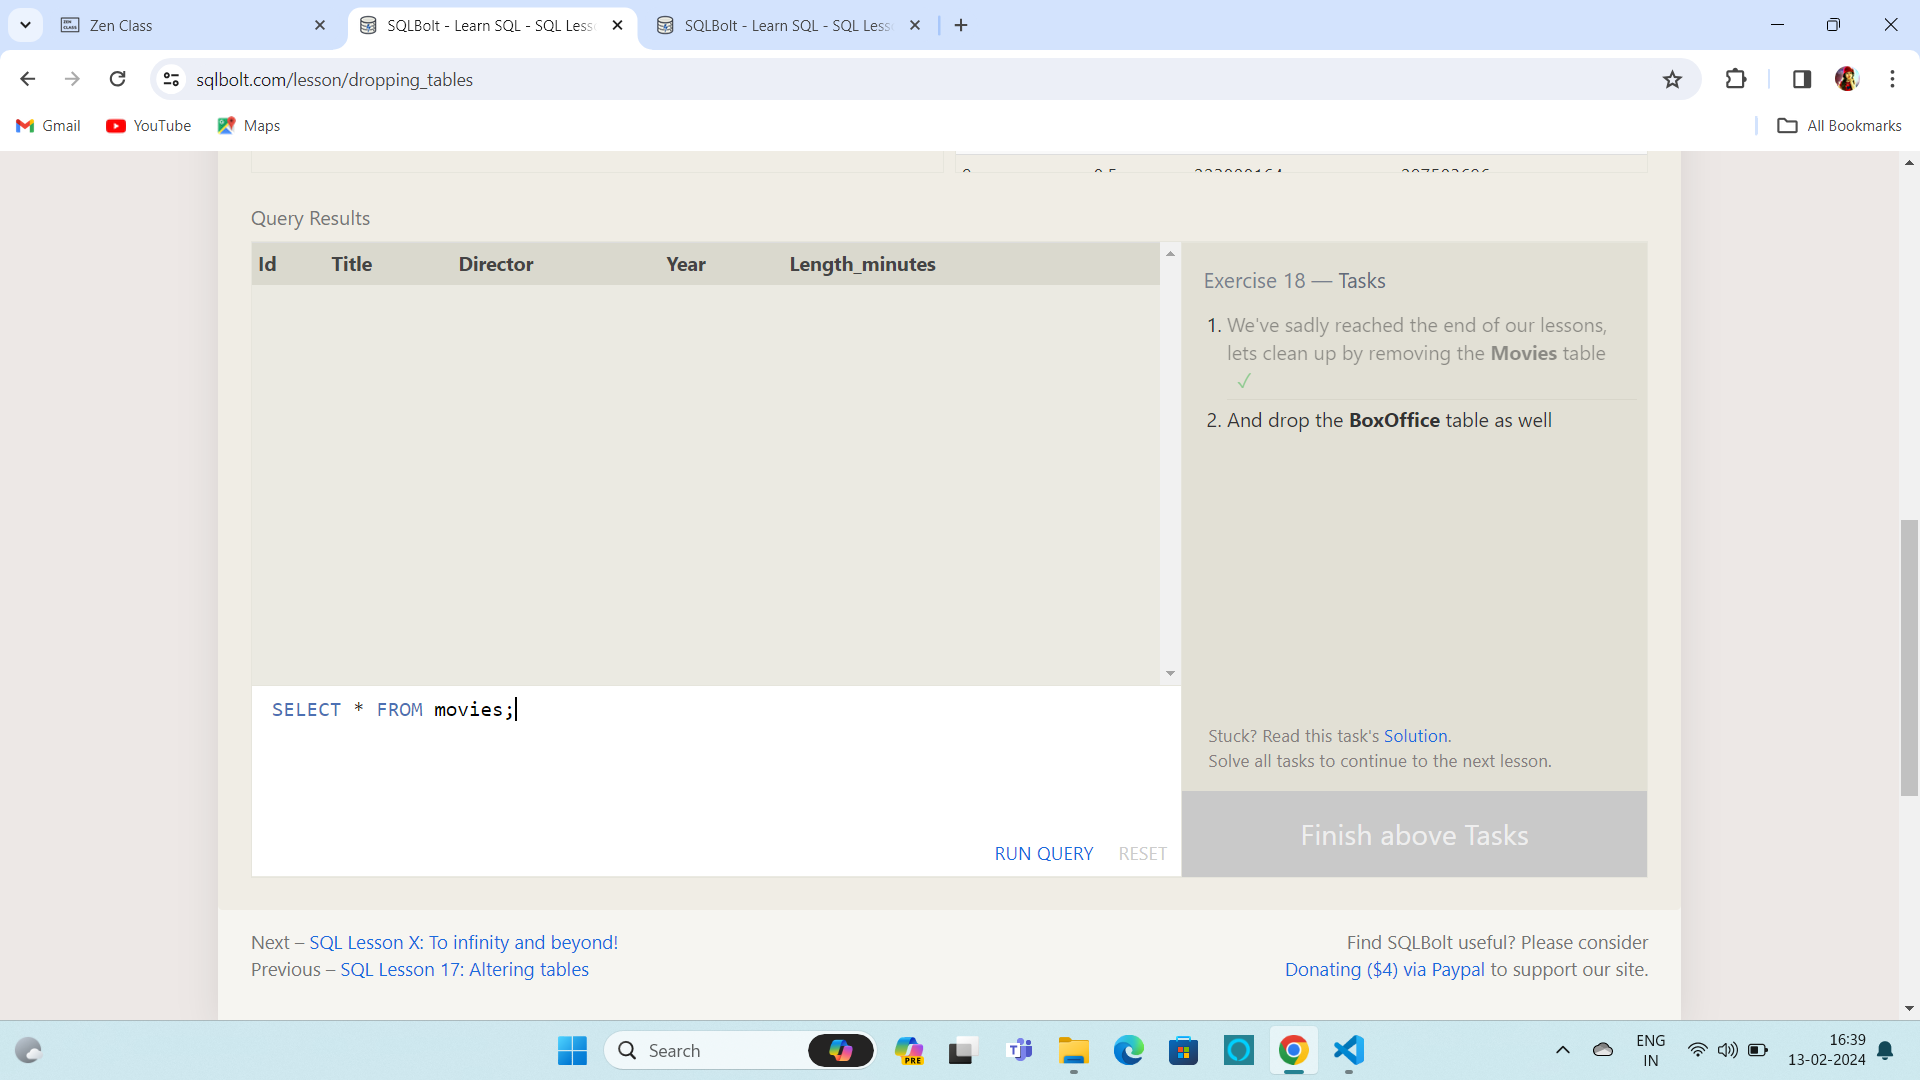 Zen Class
SQLBolt - Learn SQL - SQL Less
SQLBolt - Learn SQL - SQL Less
sqlbolt.com/lesson/dropping_tables
Gmail
YouTube
Maps
All Bookmarks
Query Results
Id Title Director Year Length_minutes
Exercise 18 — Tasks
1. We've sadly reached the end of our lessons,
lets clean up by removing the Movies table
✓
2. And drop the BoxOffice table as well
SELECT * FROM movies;
Stuck? Read this task's Solution.
Solve all tasks to continue to the next lesson.
RUN QUERY RESET
Finish above Tasks
Next – SQL Lesson X: To infinity and beyond!
Previous – SQL Lesson 17: Altering tables
Find SQLBolt useful? Please consider
Donating ($4) via Paypal to support our site.
Search
PRE
ENG
IN
16:39
13-02-2024